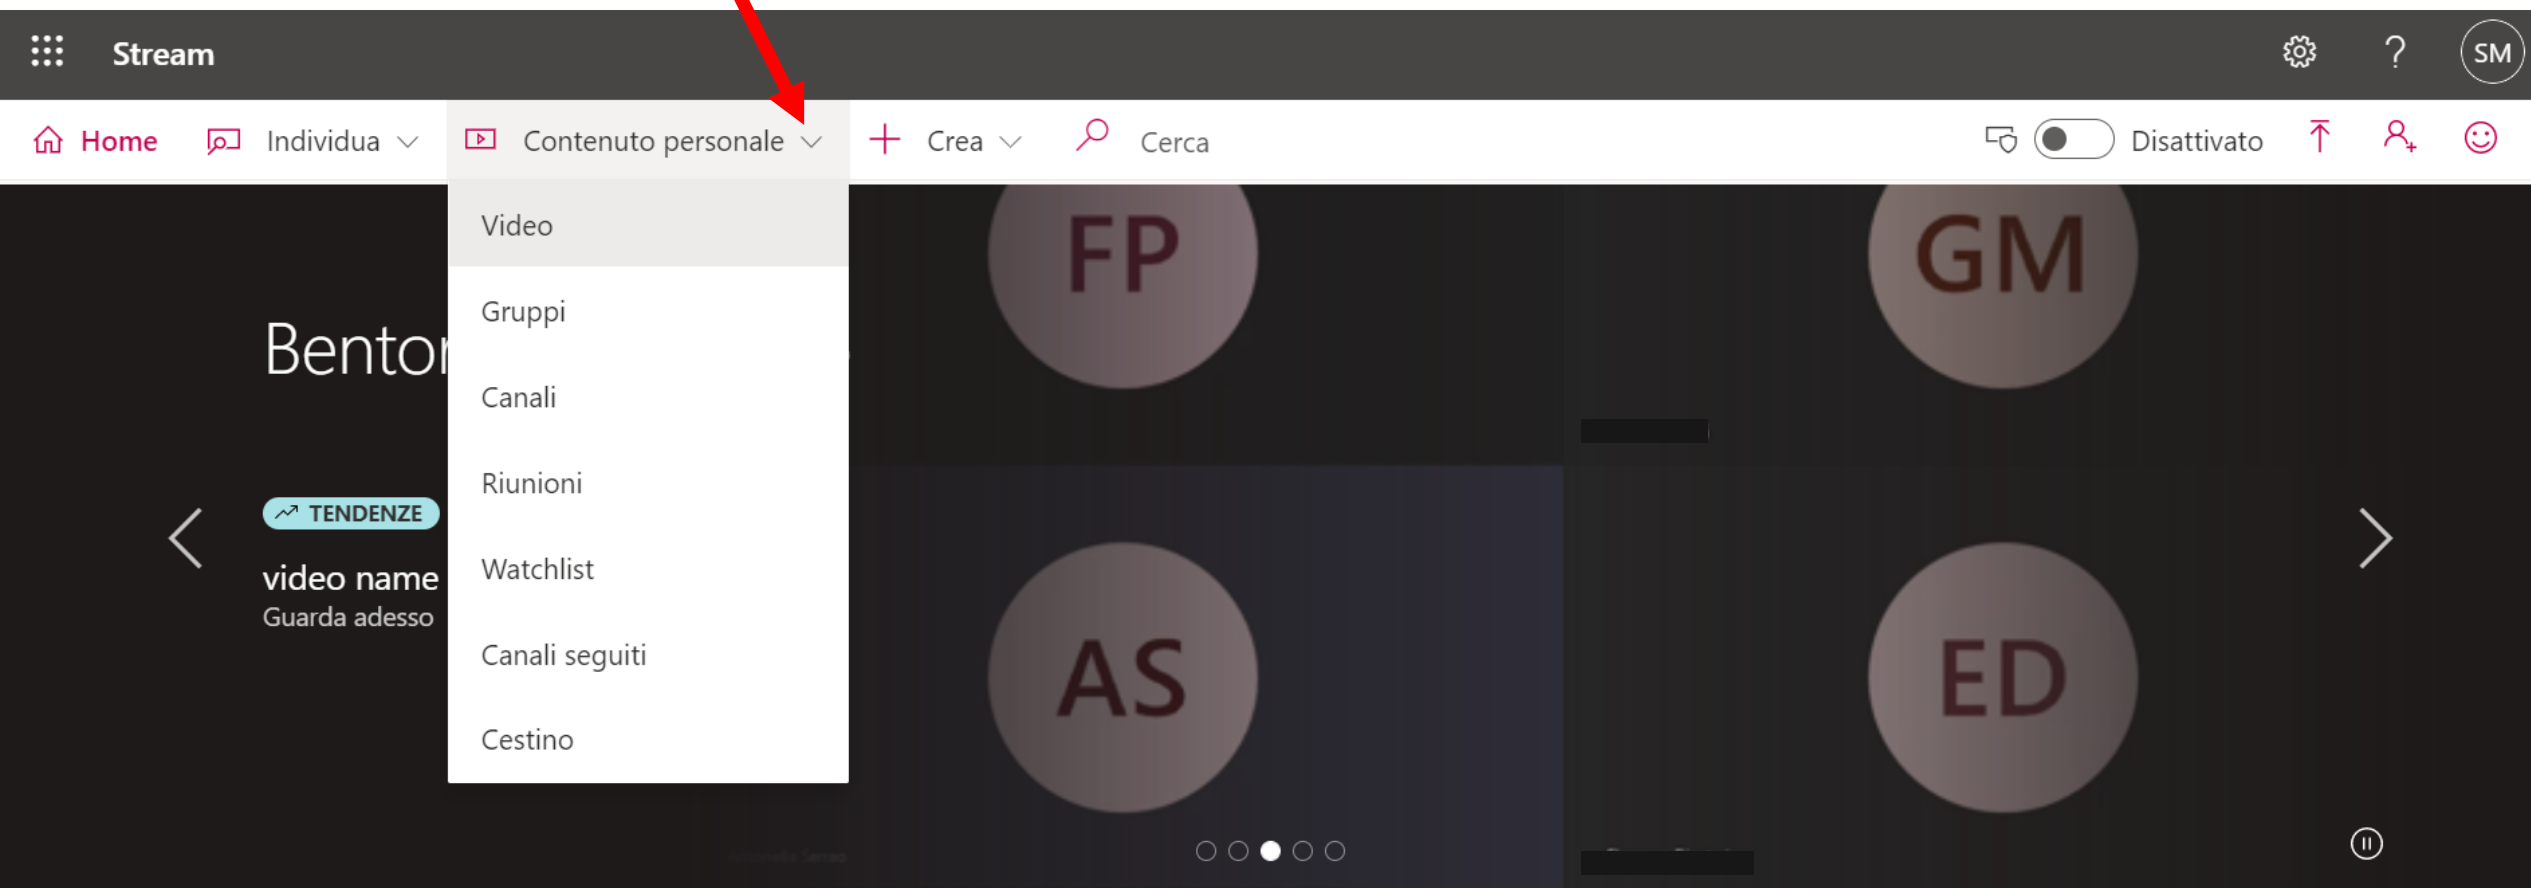 Stream
?
SM
Home
Individua
Contenuto personale
Crea
Cerca
Disattivato
Video
Gruppi
Canali
Riunioni
Watchlist
Canali seguiti
Cestino
TENDENZE
video name
Guarda adesso
FP
GM
AS
ED